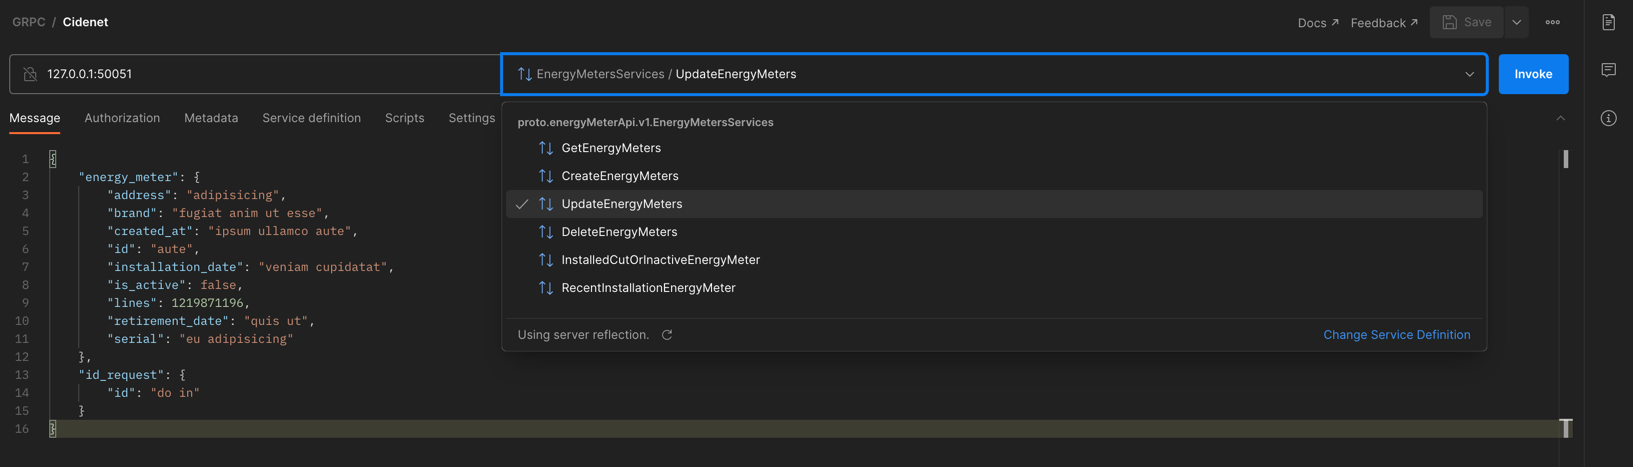 GRPC / Cidenet
Docs ↗ Feedback ↗ Save
127.0.0.1:50051
EnergyMetersServices / UpdateEnergyMeters
Invoke
Message Authorization Metadata Service definition Scripts Settings
proto.energyMeterApi.v1.EnergyMetersServices
GetEnergyMeters
CreateEnergyMeters
UpdateEnergyMeters
DeleteEnergyMeters
InstalledCutOrInactiveEnergyMeter
RecentInstallationEnergyMeter
Using server reflection.
Change Service Definition
1 {
2 "energy_meter": {
3 "address": "adipisicing",
4 "brand": "fugiat anim ut esse",
5 "created_at": "ipsum ullamco aute",
6 "id": "aute",
7 "installation_date": "veniam cupidatat",
8 "is_active": false,
9 "lines": 1219871196,
10 "retirement_date": "quis ut",
11 "serial": "eu adipisicing"
12 },
13 "id_request": {
14 "id": "do in"
15 }
16 }